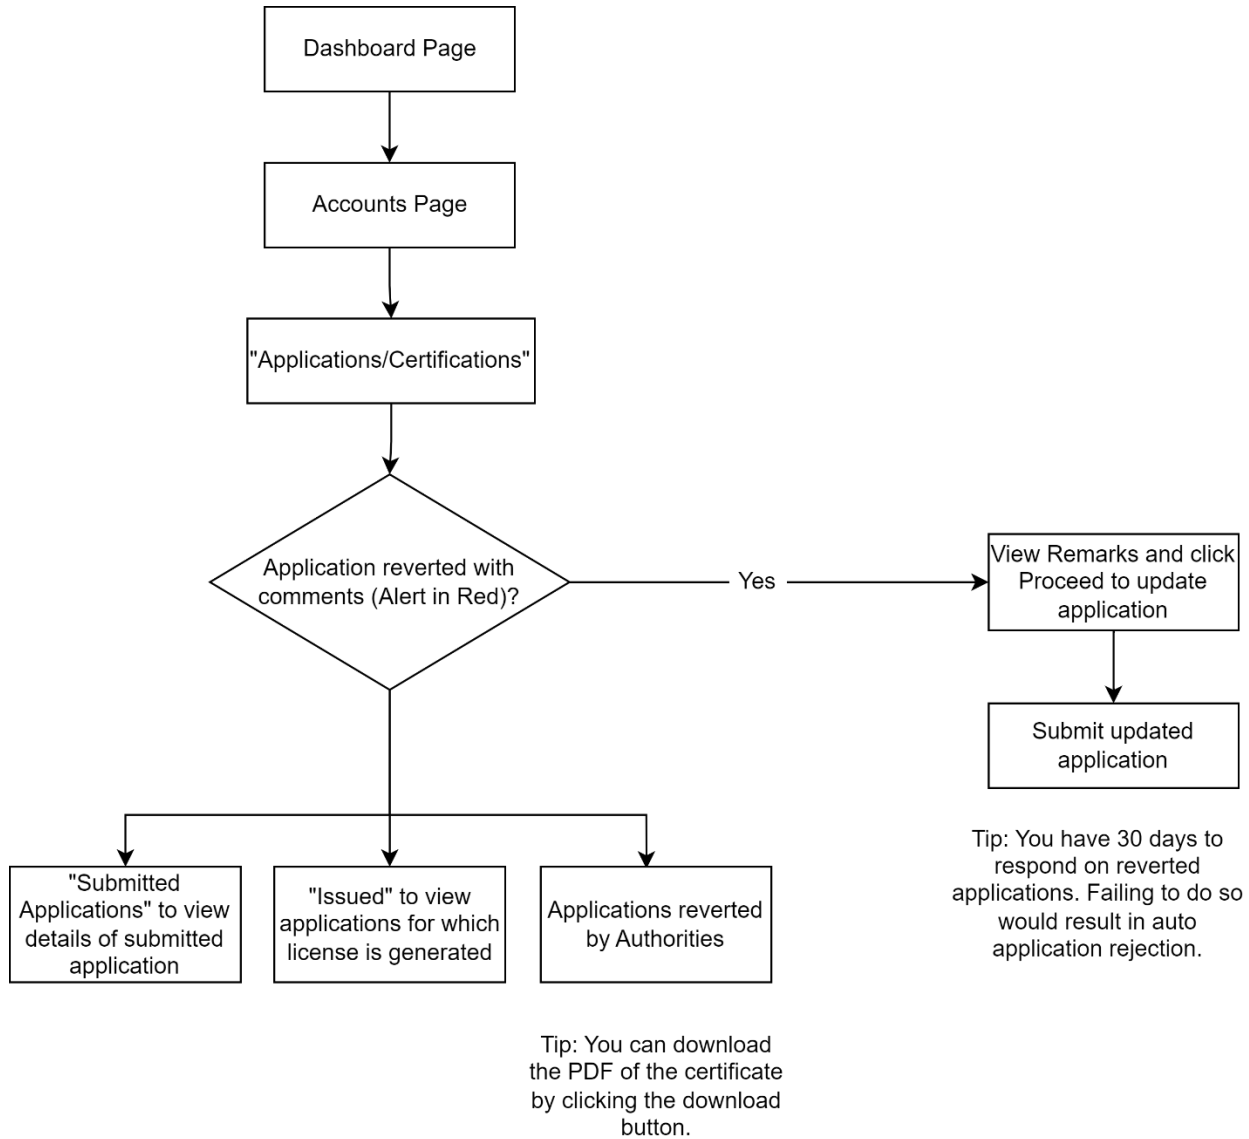 Dashboard Page
Accounts Page
"Applications/Certifications"
Application reverted with
comments (Alert in Red)?
Yes
View Remarks and click
Proceed to update
application
Submit updated
application
Tip: You have 30 days to
respond on reverted
applications. Failing to do so
would result in auto
application rejection.
"Submitted
Applications" to view
details of submitted
application
"Issued" to view
applications for which
license is generated
Applications reverted
by Authorities
Tip: You can download
the PDF of the certificate
by clicking the download
button.